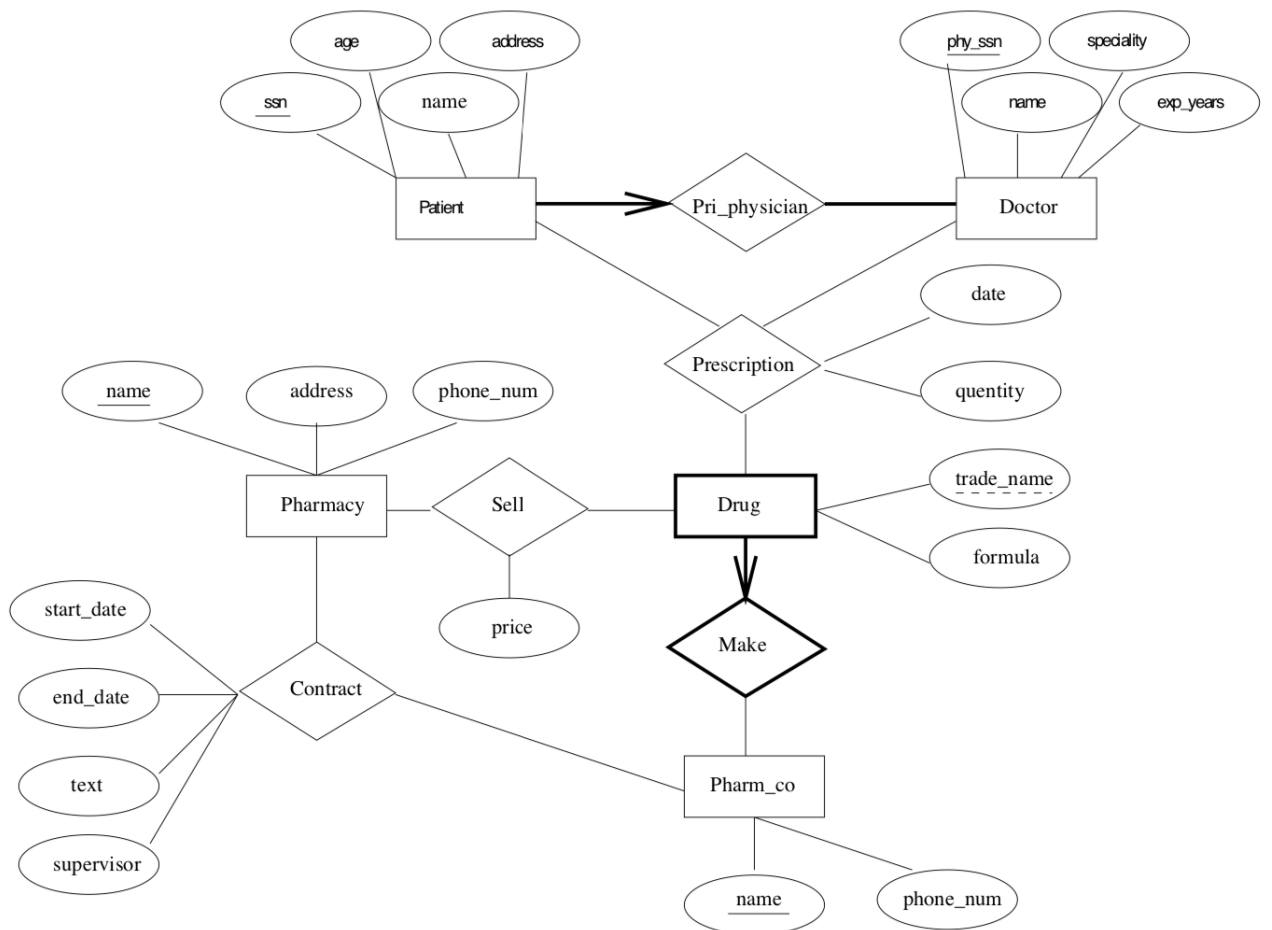 age
address
phy_ssn
speciality
ssn
name
name
exp_years
Patient
Pri_physician
Doctor
date
Prescription
name
address
phone_num
quentity
trade_name
Pharmacy
Sell
Drug
formula
start_date
price
Make
end_date
Contract
text
Pharm_co
supervisor
name
phone_num